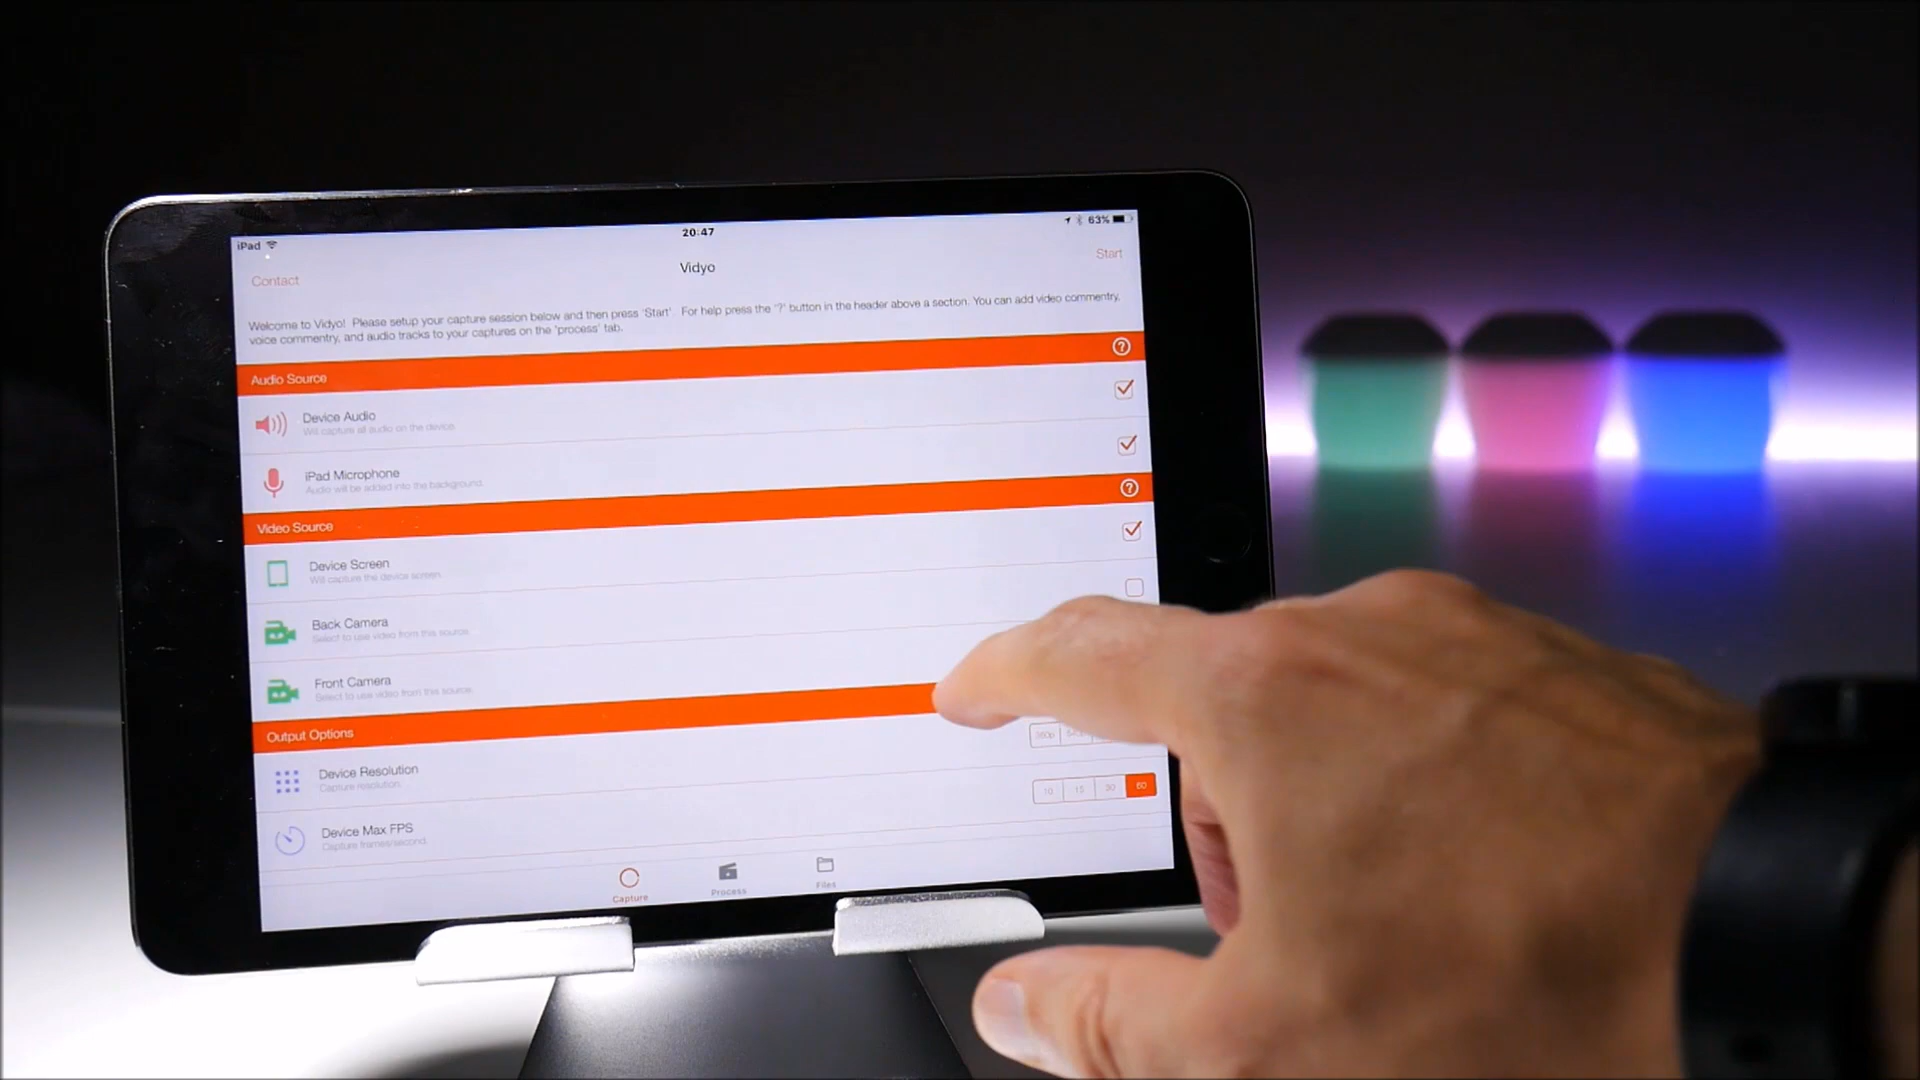 iPad
20:47
63%
Contact
Vidyo
Start
Welcome to Vidyo! Please setup your capture session below and then press 'Start'. For help press the '?' button in the header above a section. You can add video commentry,
voice commentry, and audio tracks to your captures on the 'process' tab.
Audio Source
?
Device Audio
Will capture all audio on the device.
iPad Microphone
Audio will be added into the background.
Video Source
?
Device Screen
Will capture the device screen.
Back Camera
Select to use video from this source.
Front Camera
Select to use video from this source.
Output Options
Device Resolution
Capture resolution.
360p
Device Max FPS
Capture frames/second.
10 15 30 60
Capture
Process
Files